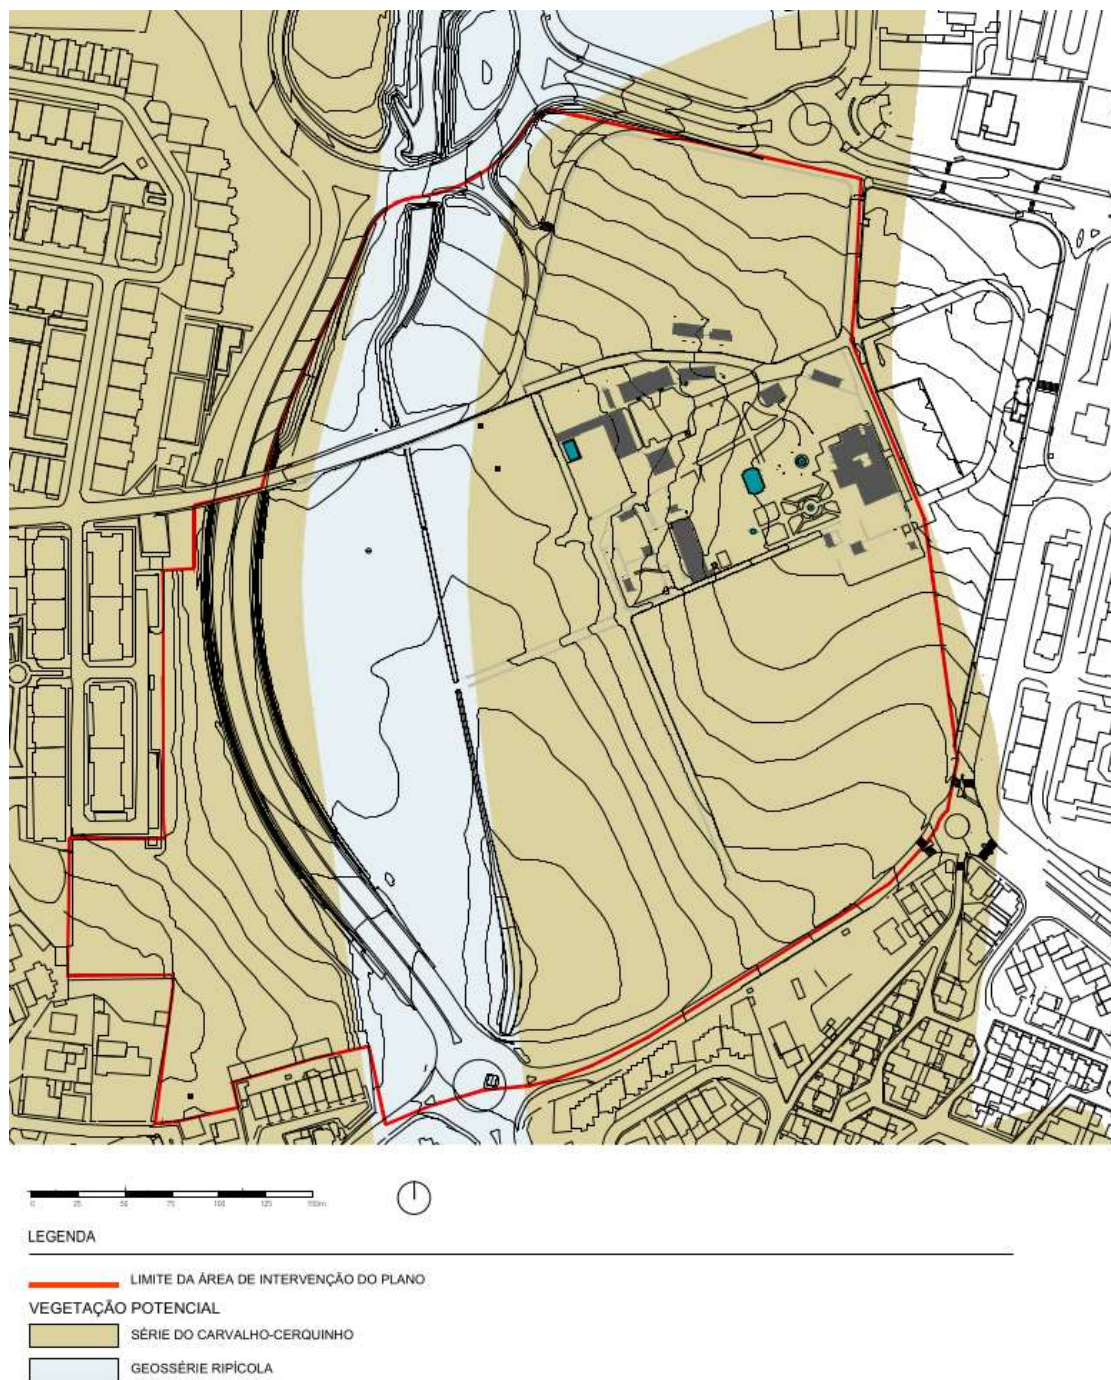 0 25 50 75 100 125 150m
LEGENDA
LIMITE DA ÁREA DE INTERVENÇÃO DO PLANO
VEGETAÇÃO POTENCIAL
SÉRIE DO CARVALHO-CERQUINHO
GEOSSÉRIE RIPÍCOLA